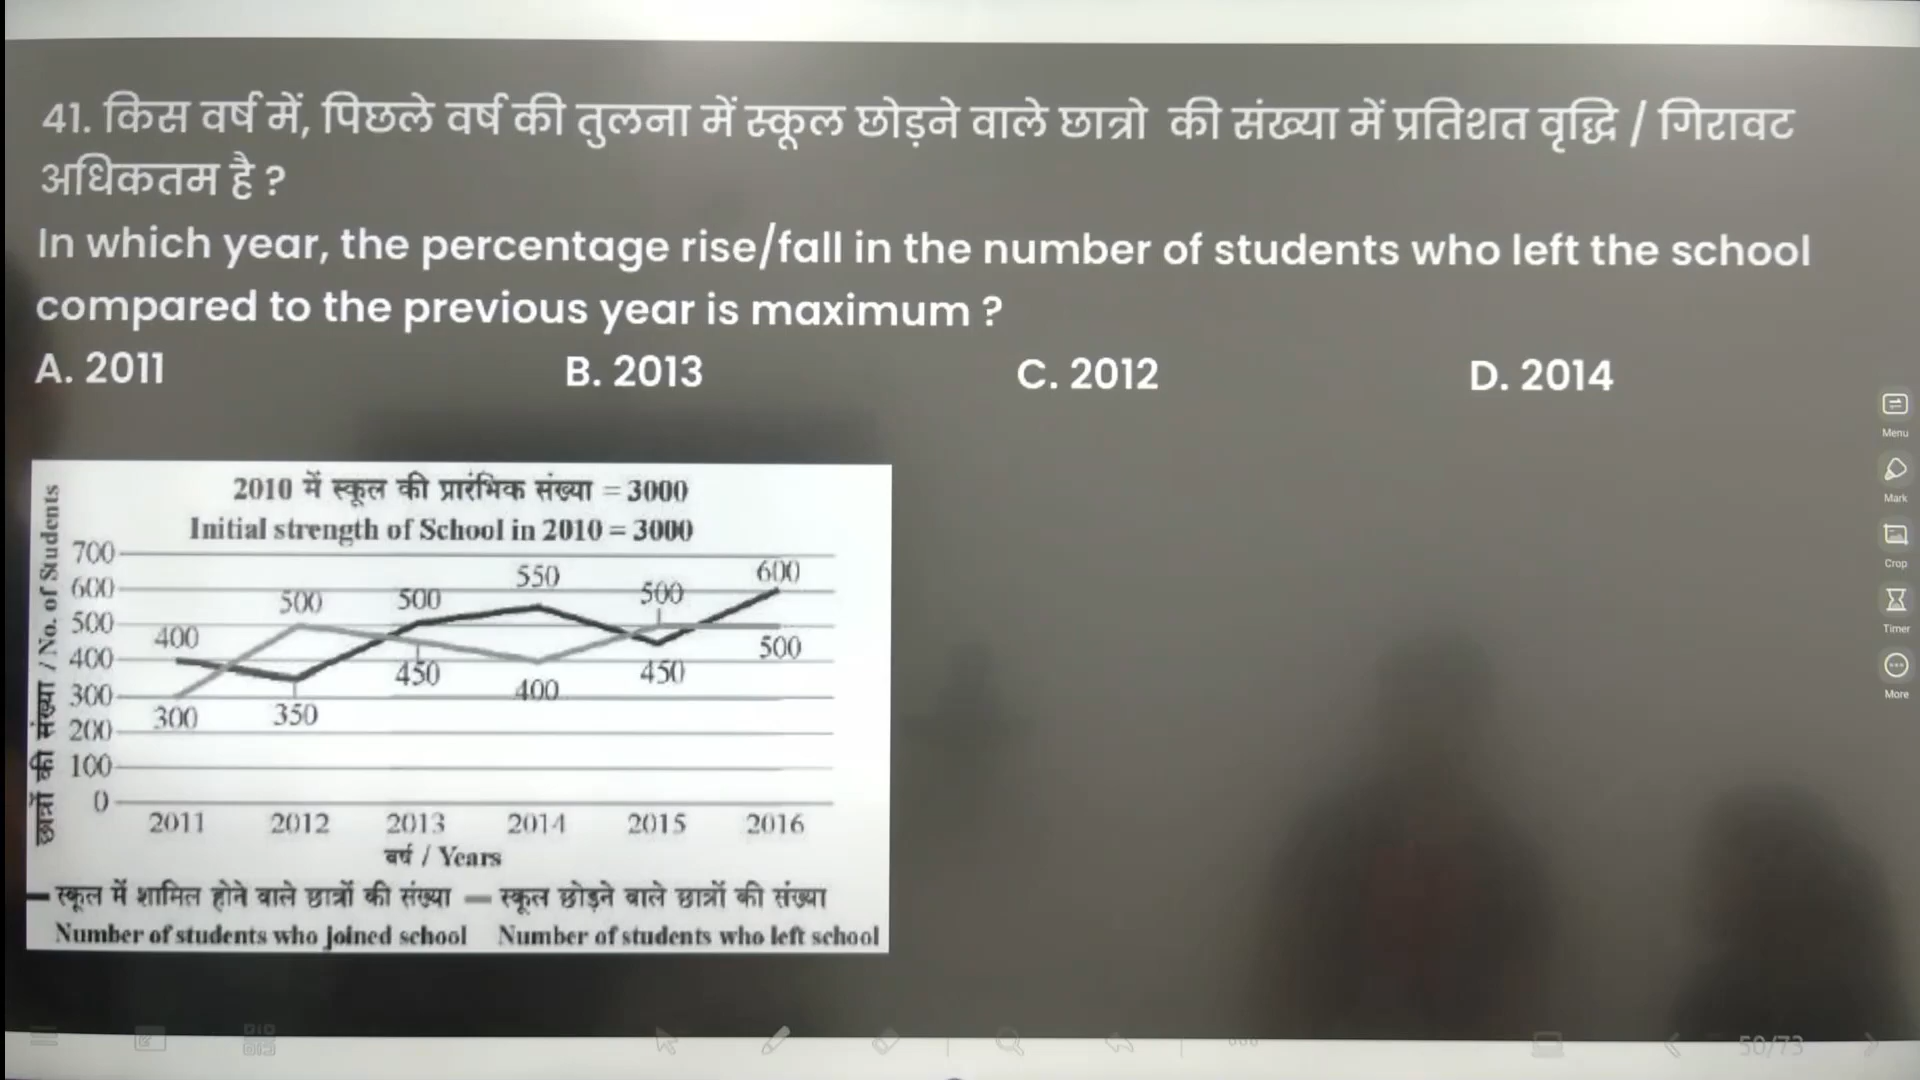 41. किस वर्ष में, पिछले वर्ष की तुलना में स्कूल छोड़ने वाले छात्रो की संख्या में प्रतिशत वृद्धि / गिरावट
अधिकतम है ?
In which year, the percentage rise/fall in the number of students who left the school
compared to the previous year is maximum ?
A. 2011 B. 2013 C. 2012 D. 2014
Menu
Mark
Crop
Timer
More
2010 में स्कूल की प्रारंभिक संख्या = 3000
Initial strength of School in 2010 = 3000
छात्रों की संख्या / No. of Students
700
600
500
400
300
200
100
0
400 500 500 550 500 600
300 350 450 400 450 500
2011 2012 2013 2014 2015 2016
वर्ष / Years
स्कूल में शामिल होने वाले छात्रों की संख्या स्कूल छोड़ने वाले छात्रों की संख्या
Number of students who joined school Number of students who left school
50/73